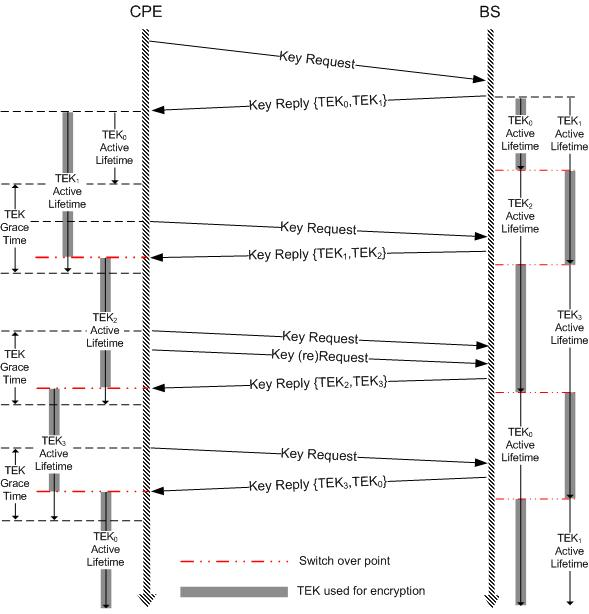 CPE
BS
Key Request
Key Reply {TEK0,TEK1}
TEK0
Active
Lifetime
TEK1
Active
Lifetime
TEK0
Active
Lifetime
TEK1
Active
Lifetime
TEK
Grace
Time
TEK2
Active
Lifetime
Key Request
Key Reply {TEK1,TEK2}
TEK2
Active
Lifetime
TEK3
Active
Lifetime
Key Request
Key (re)Request
TEK
Grace
Time
Key Reply {TEK2,TEK3}
TEK3
Active
Lifetime
TEK0
Active
Lifetime
Key Request
TEK
Grace
Time
Key Reply {TEK3,TEK0}
TEK0
Active
Lifetime
TEK1
Active
Lifetime
Switch over point
TEK used for encryption